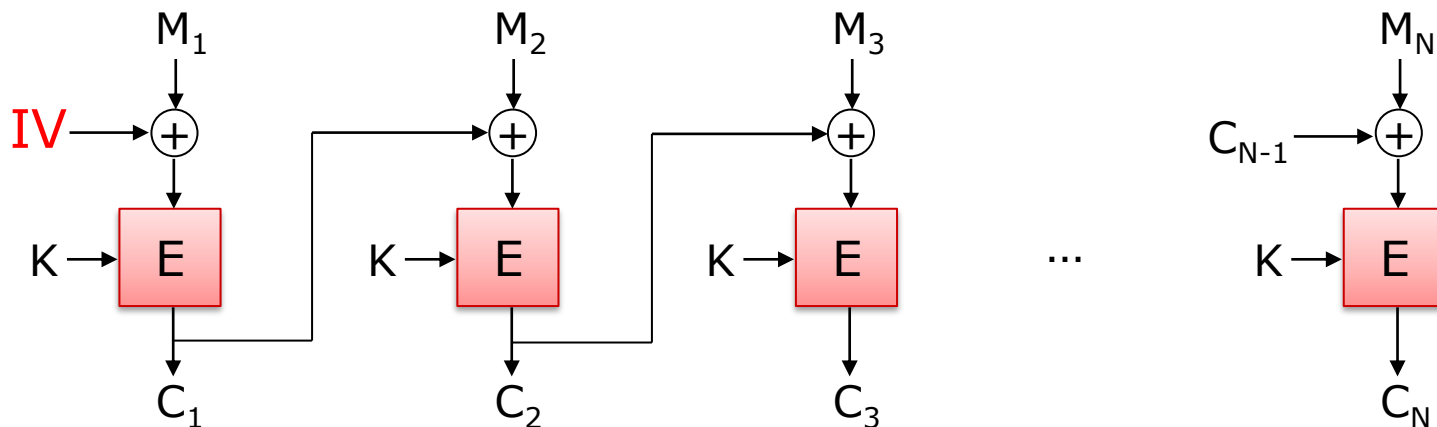 M1 M2 M3 MN
IV + + + CN-1 +
K E K E K E ... K E
C1 C2 C3 CN